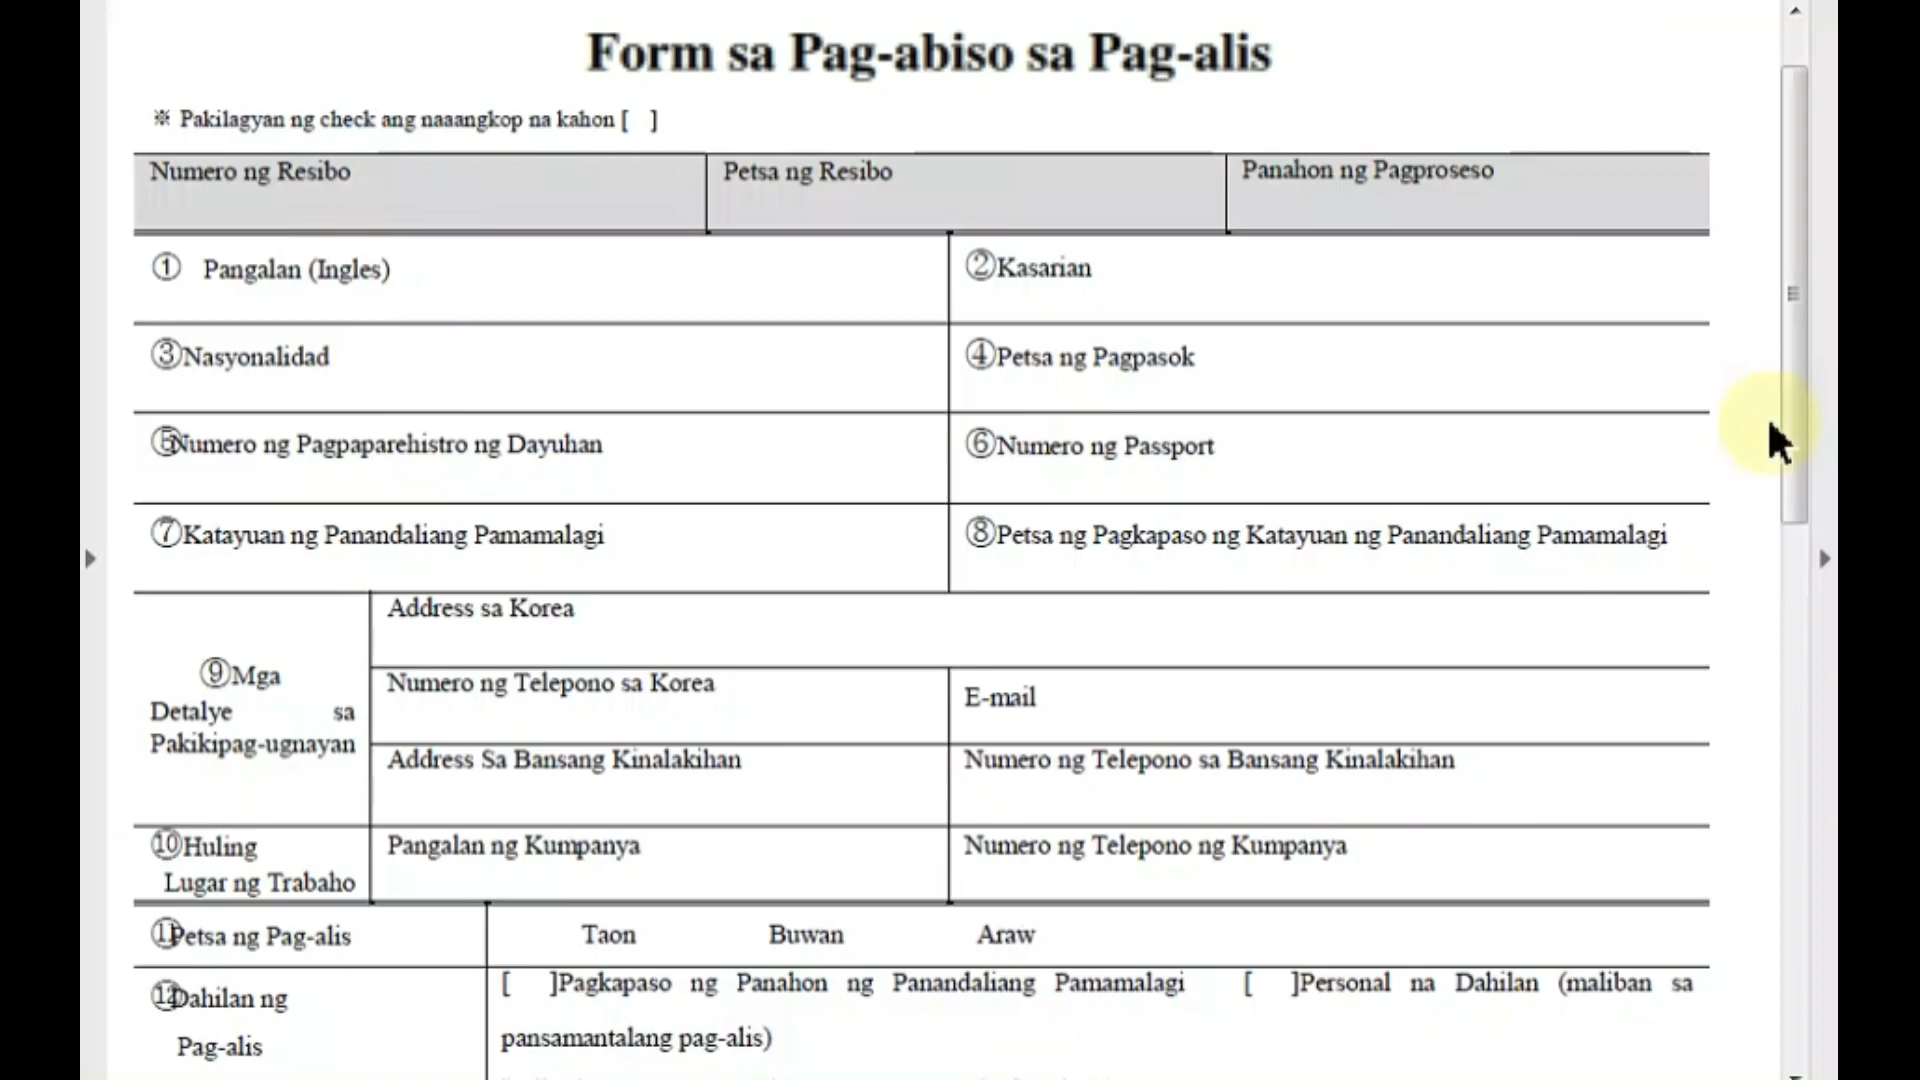 Form sa Pag-abiso sa Pag-alis
※ Pakilagyan ng check ang naaangkop na kahon [ ]
Numero ng Resibo
Petsa ng Resibo
Panahon ng Pagproseso
① Pangalan (Ingles)
②Kasarian
③Nasyonalidad
④Petsa ng Pagpasok
⑤Numero ng Pagpaparehistro ng Dayuhan
⑥Numero ng Passport
⑦Katayuan ng Panandaliang Pamamalagi
⑧Petsa ng Pagkapaso ng Katayuan ng Panandaliang Pamamalagi
⑨Mga
Detalye sa
Pakikipag-ugnayan
Address sa Korea
Numero ng Telepono sa Korea
E-mail
Address Sa Bansang Kinalakihan
Numero ng Telepono sa Bansang Kinalakihan
⑩Huling
Lugar ng Trabaho
Pangalan ng Kumpanya
Numero ng Telepono ng Kumpanya
⑪Petsa ng Pag-alis
Taon Buwan Araw
⑫Dahilan ng
Pag-alis
[ ]Pagkapaso ng Panahon ng Panandaliang Pamamalagi [ ]Personal na Dahilan (maliban sa
pansamantalang pag-alis)